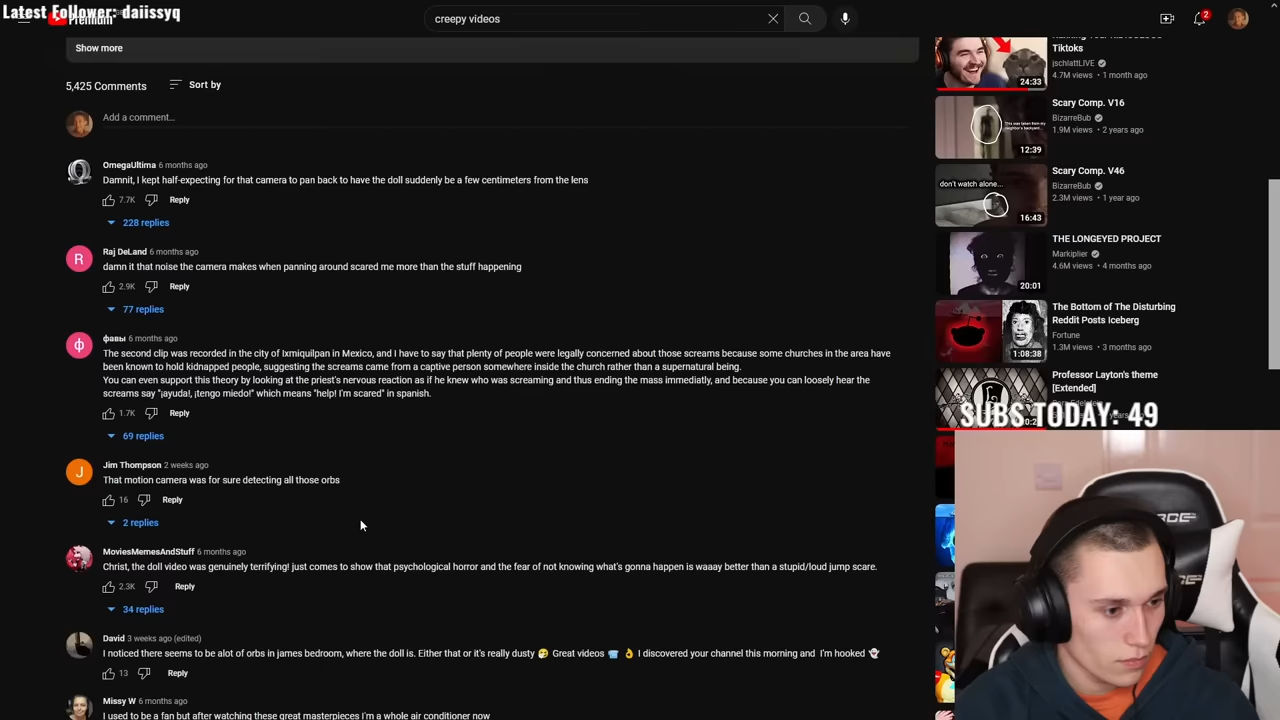 Latest Follower: daiissyq
Premium
creepy videos
2
Show more
5,425 Comments
Sort by
Add a comment...
OmegaUltima 6 months ago
Damnit, I kept half-expecting for that camera to pan back to have the doll suddenly be a few centimeters from the lens
7.7K
Reply
228 replies
Raj DeLand 6 months ago
damn it that noise the camera makes when panning around scared me more than the stuff happening
2.9K
Reply
77 replies
фавы 6 months ago
The second clip was recorded in the city of Ixmiquilpan in Mexico, and I have to say that plenty of people were legally concerned about those screams because some churches in the area have
been known to hold kidnapped people, suggesting the screams came from a captive person somewhere inside the church rather than a supernatural being.
You can even support this theory by looking at the priest's nervous reaction as if he knew who was screaming and thus ending the mass immediatly, and because you can loosely hear the
screams say "¡ayuda!, ¡tengo miedo!" which means "help! I'm scared" in spanish.
1.7K
Reply
69 replies
Jim Thompson 2 weeks ago
That motion camera was for sure detecting all those orbs
16
Reply
2 replies
MoviesMemesAndStuff 6 months ago
Christ, the doll video was genuinely terrifying! just comes to show that psychological horror and the fear of not knowing what's gonna happen is waaay better than a stupid/loud jump scare.
2.3K
Reply
34 replies
David 3 weeks ago (edited)
I noticed there seems to be alot of orbs in james bedroom, where the doll is. Either that or it's really dusty 🤧 Great videos 📹 👌 I discovered your channel this morning and I'm hooked 👻
13
Reply
Missy W 6 months ago
I used to be a fan but after watching these great masterpieces I'm a whole air conditioner now
Tiktoks
jschlattLIVE
4.7M views • 1 month ago
24:33
Scary Comp. V16
BizarreBub
1.9M views • 2 years ago
This was taken from my
neighbor's backyard...
12:39
Scary Comp. V46
BizarreBub
2.3M views • 1 year ago
don't watch alone...
16:43
THE LONGEYED PROJECT
Markiplier
4.6M views • 4 months ago
20:01
The Bottom of The Disturbing
Reddit Posts Iceberg
Fortune
1.3M views • 3 months ago
1:08:38
Professor Layton's theme
[Extended]
SUBS TODAY: 49